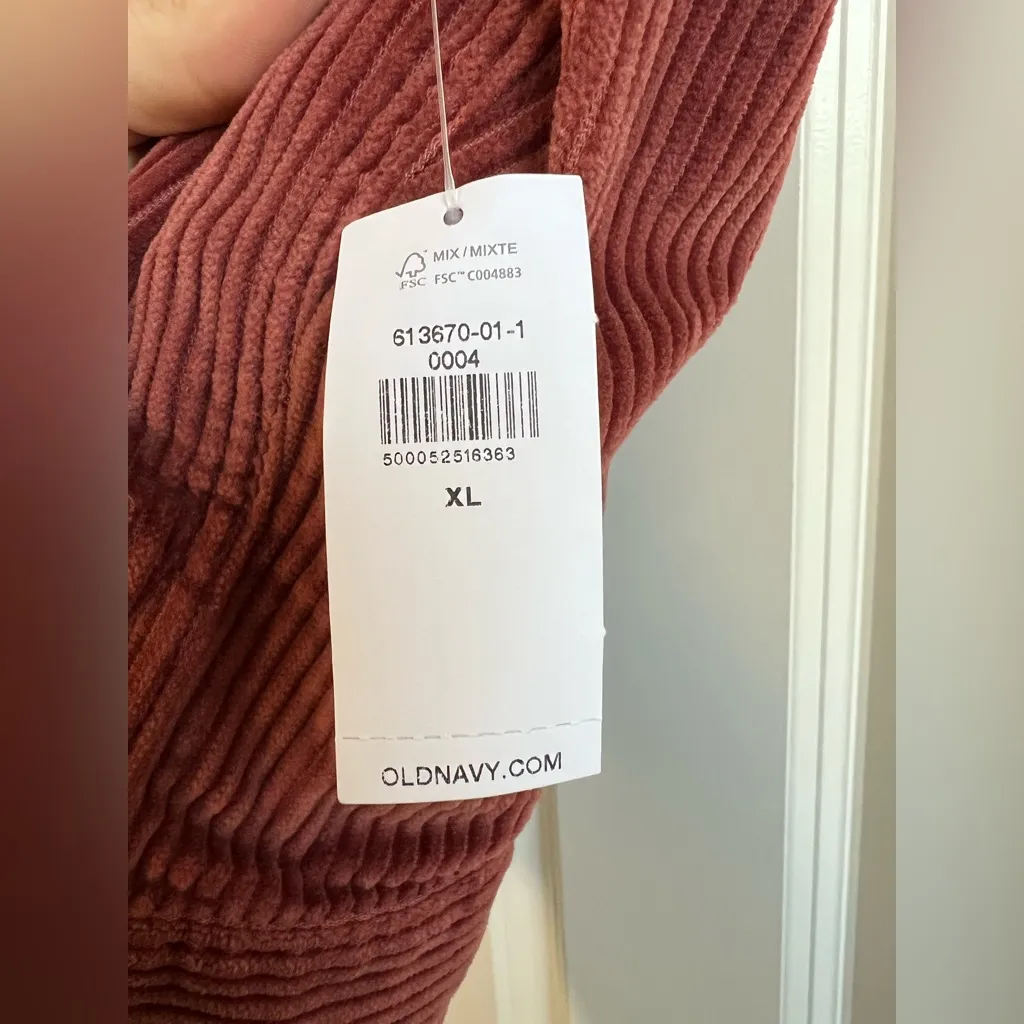 MIX / MIXTE
FSC FSC™ C004883
613670-01-1
0004
500052516363
XL
OLDNAVY.COM